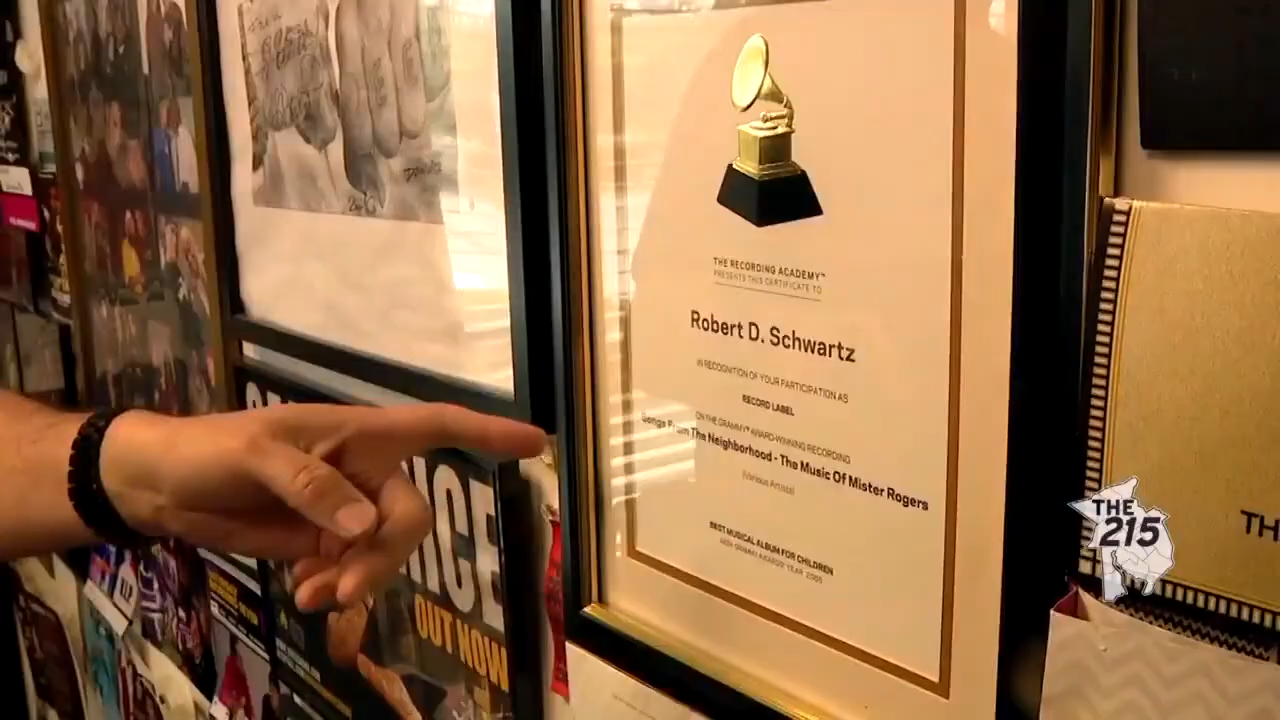 THE RECORDING ACADEMY™
PRESENTS THIS CERTIFICATE TO
Robert D. Schwartz
IN RECOGNITION OF YOUR PARTICIPATION AS
RECORD LABEL
ON THE GRAMMY® AWARD-WINNING RECORDING
Songs From The Neighborhood - The Music Of Mister Rogers
(Various Artists)
BEST MUSICAL ALBUM FOR CHILDREN
OUT NOW
THE
215